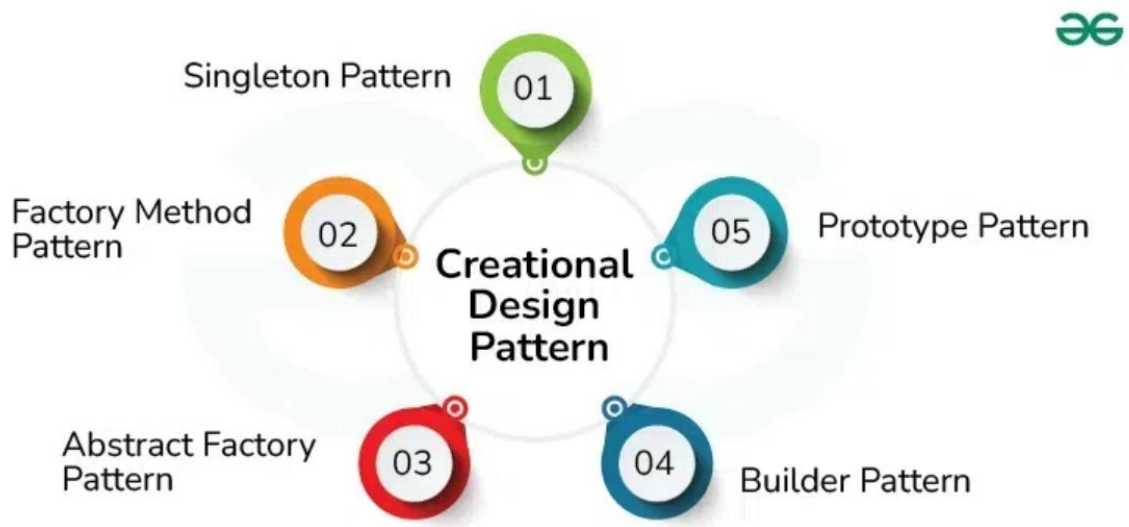 Singleton Pattern
01
Factory Method
Pattern
02
Creational
Design
Pattern
05
Prototype Pattern
Abstract Factory
Pattern
03
04
Builder Pattern